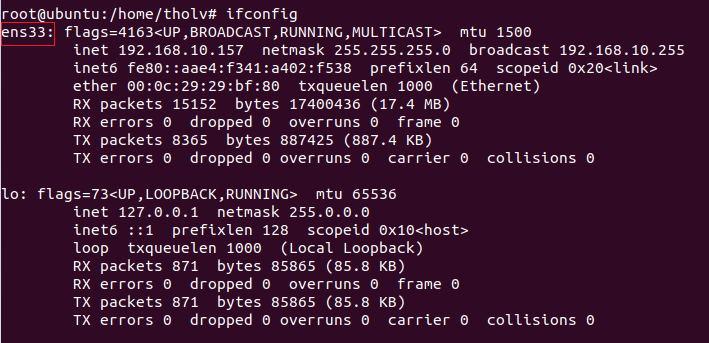 root@ubuntu:/home/tholv# ifconfig
ens33: flags=4163<UP,BROADCAST,RUNNING,MULTICAST>  mtu 1500
        inet 192.168.10.157  netmask 255.255.255.0  broadcast 192.168.10.255
        inet6 fe80::aae4:f341:a402:f538  prefixlen 64  scopeid 0x20<link>
        ether 00:0c:29:29:bf:80  txqueuelen 1000  (Ethernet)
        RX packets 15152  bytes 17400436 (17.4 MB)
        RX errors 0  dropped 0  overruns 0  frame 0
        TX packets 8365  bytes 887425 (887.4 KB)
        TX errors 0  dropped 0 overruns 0  carrier 0  collisions 0

lo: flags=73<UP,LOOPBACK,RUNNING>  mtu 65536
        inet 127.0.0.1  netmask 255.0.0.0
        inet6 ::1  prefixlen 128  scopeid 0x10<host>
        loop  txqueuelen 1000  (Local Loopback)
        RX packets 871  bytes 85865 (85.8 KB)
        RX errors 0  dropped 0  overruns 0  frame 0
        TX packets 871  bytes 85865 (85.8 KB)
        TX errors 0  dropped 0 overruns 0  carrier 0  collisions 0